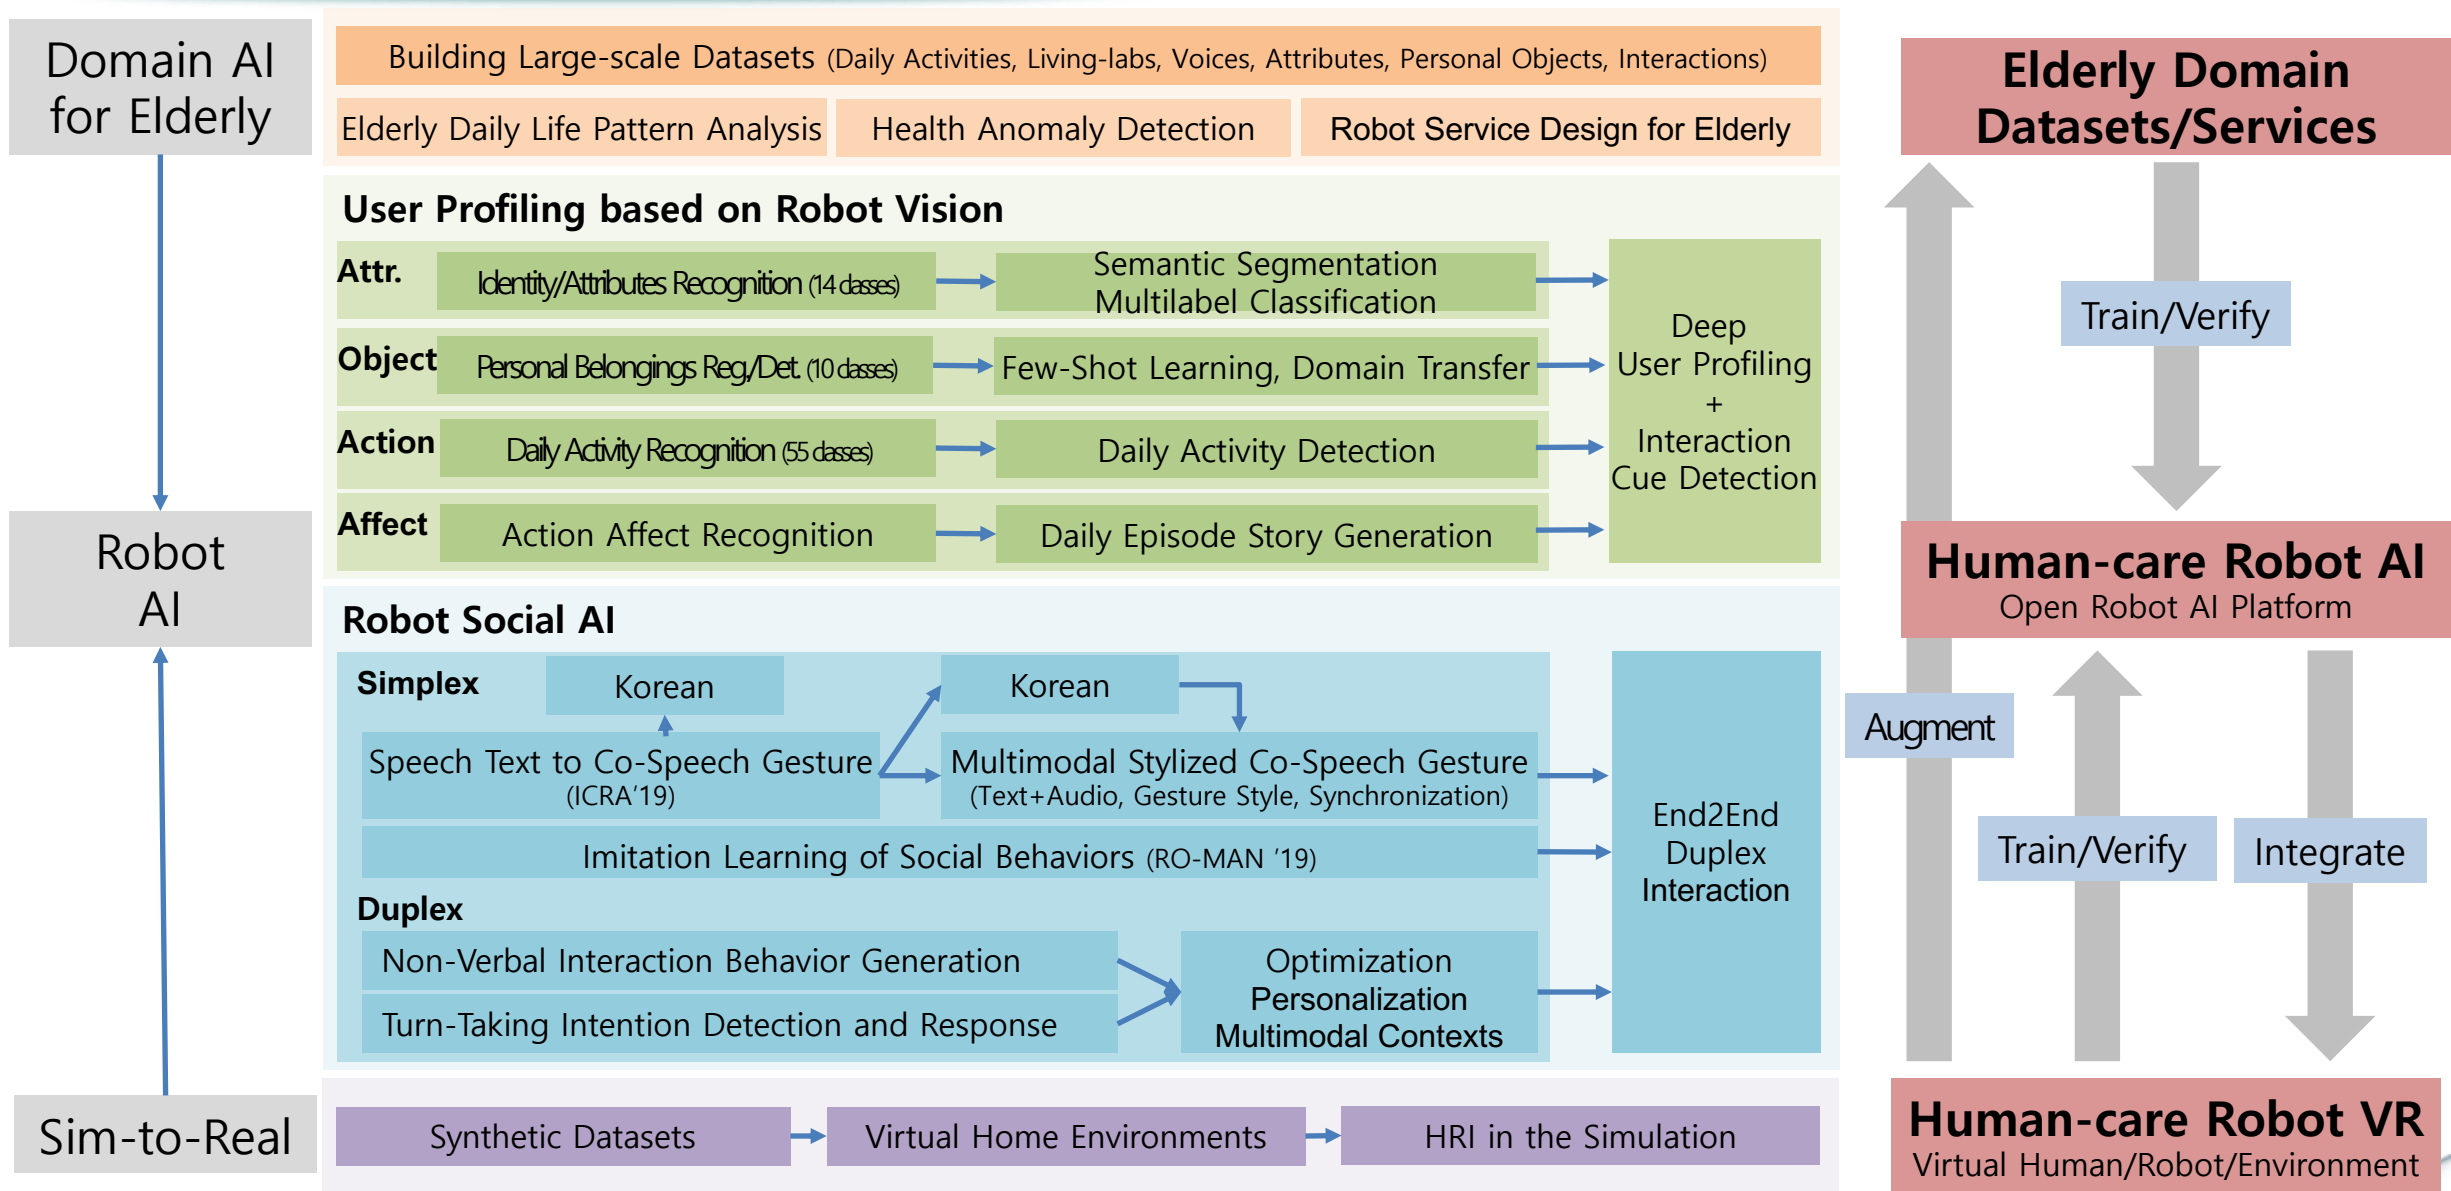 Domain AI
for Elderly
Building Large-scale Datasets (Daily Activities, Living-labs, Voices, Attributes, Personal Objects, Interactions)
Elderly Daily Life Pattern Analysis
Health Anomaly Detection
Robot Service Design for Elderly
User Profiling based on Robot Vision
Attr.
Identity/Attributes Recognition (14 classes)
Semantic Segmentation
Multilabel Classification
Object
Personal Belongings Reg./Det. (10 classes)
Few-Shot Learning, Domain Transfer
Action
Daily Activity Recognition (55 classes)
Daily Activity Detection
Affect
Action Affect Recognition
Daily Episode Story Generation
Deep
User Profiling
+
Interaction
Cue Detection
Robot
AI
Robot Social AI
Simplex
Korean
Korean
Speech Text to Co-Speech Gesture
(ICRA'19)
Multimodal Stylized Co-Speech Gesture
(Text+Audio, Gesture Style, Synchronization)
Imitation Learning of Social Behaviors (RO-MAN '19)
Duplex
Non-Verbal Interaction Behavior Generation
Turn-Taking Intention Detection and Response
Optimization
Personalization
Multimodal Contexts
End2End
Duplex
Interaction
Sim-to-Real
Synthetic Datasets
Virtual Home Environments
HRI in the Simulation
Elderly Domain
Datasets/Services
Train/Verify
Human-care Robot AI
Open Robot AI Platform
Augment
Train/Verify
Integrate
Human-care Robot VR
Virtual Human/Robot/Environment